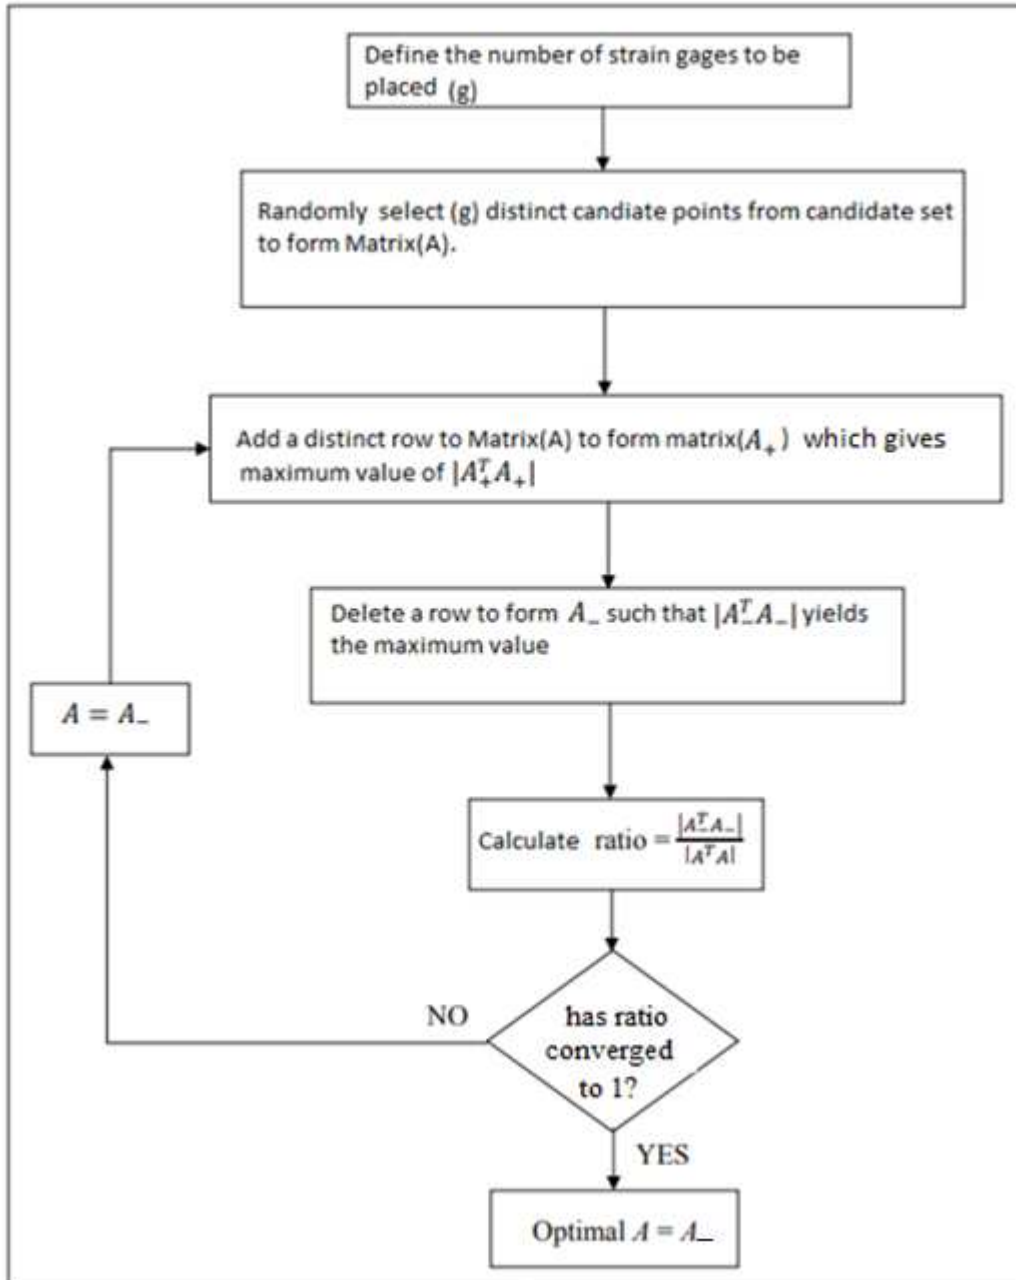 Define the number of strain gages to be
placed (g)
Randomly select (g) distinct candiate points from candidate set
to form Matrix(A).
Add a distinct row to Matrix(A) to form matrix(A₊) which gives
maximum value of |A₊ᵀA₊|
Delete a row to form A₋ such that |A₋ᵀA₋| yields
the maximum value
A = A₋
Calculate ratio = |A₋ᵀA₋| / |AᵀA|
NO
has ratio
converged
to 1?
YES
Optimal A = A₋